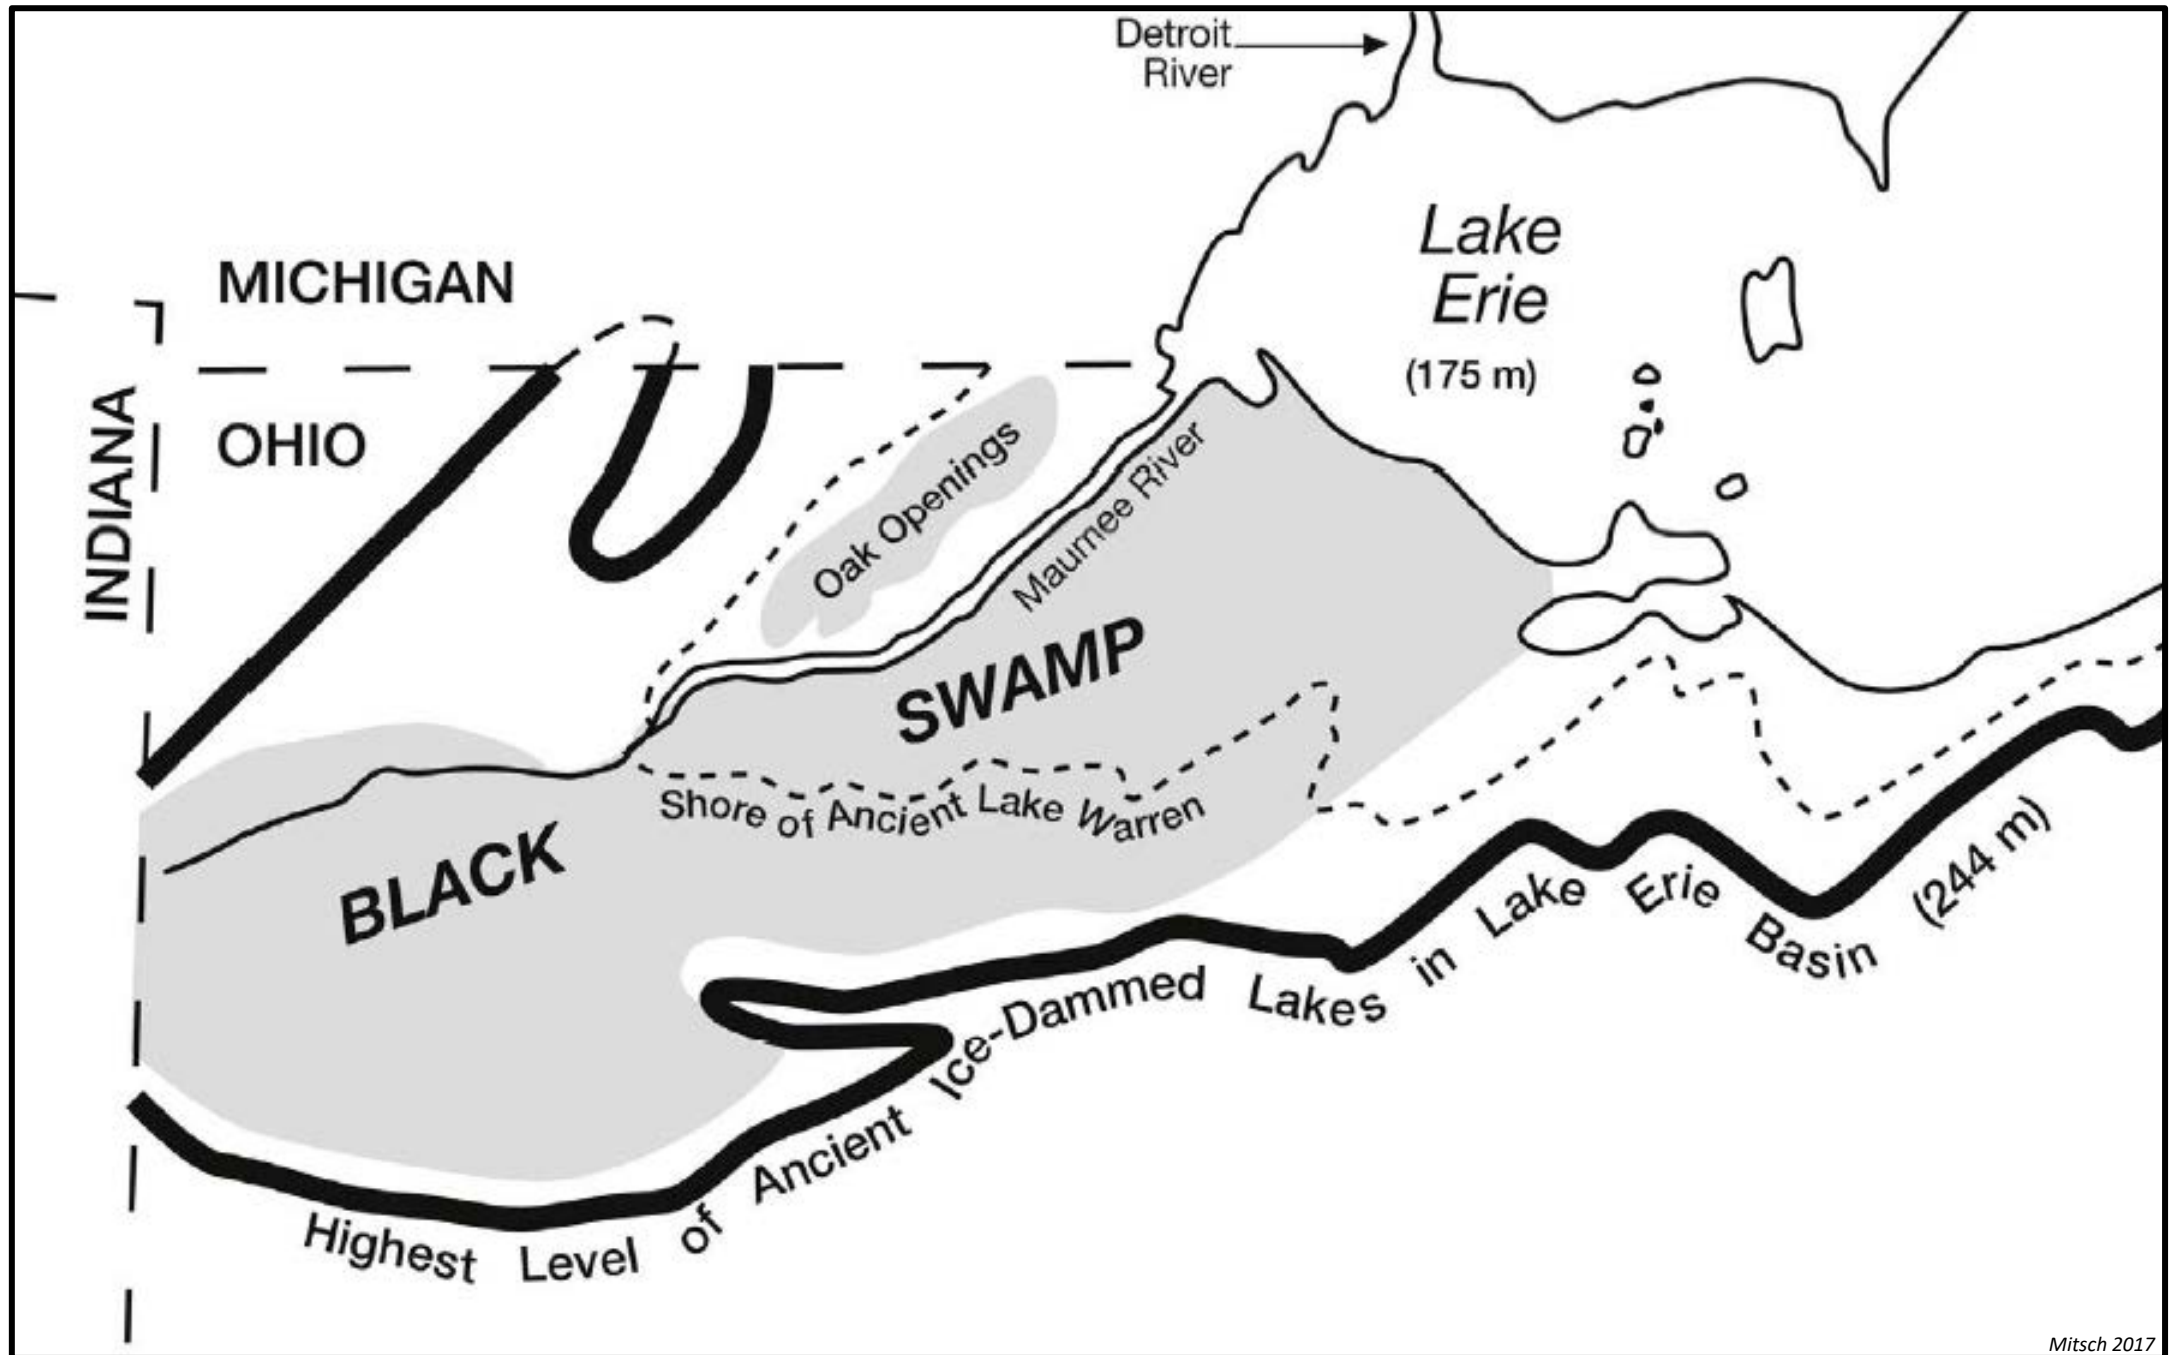 Detroit
River
Lake
Erie
(175 m)
MICHIGAN
OHIO
INDIANA
Oak Openings
Maumee River
SWAMP
Shore of Ancient Lake Warren
BLACK
Highest Level of Ancient Ice-Dammed Lakes in Lake Erie Basin (244 m)
Mitsch 2017